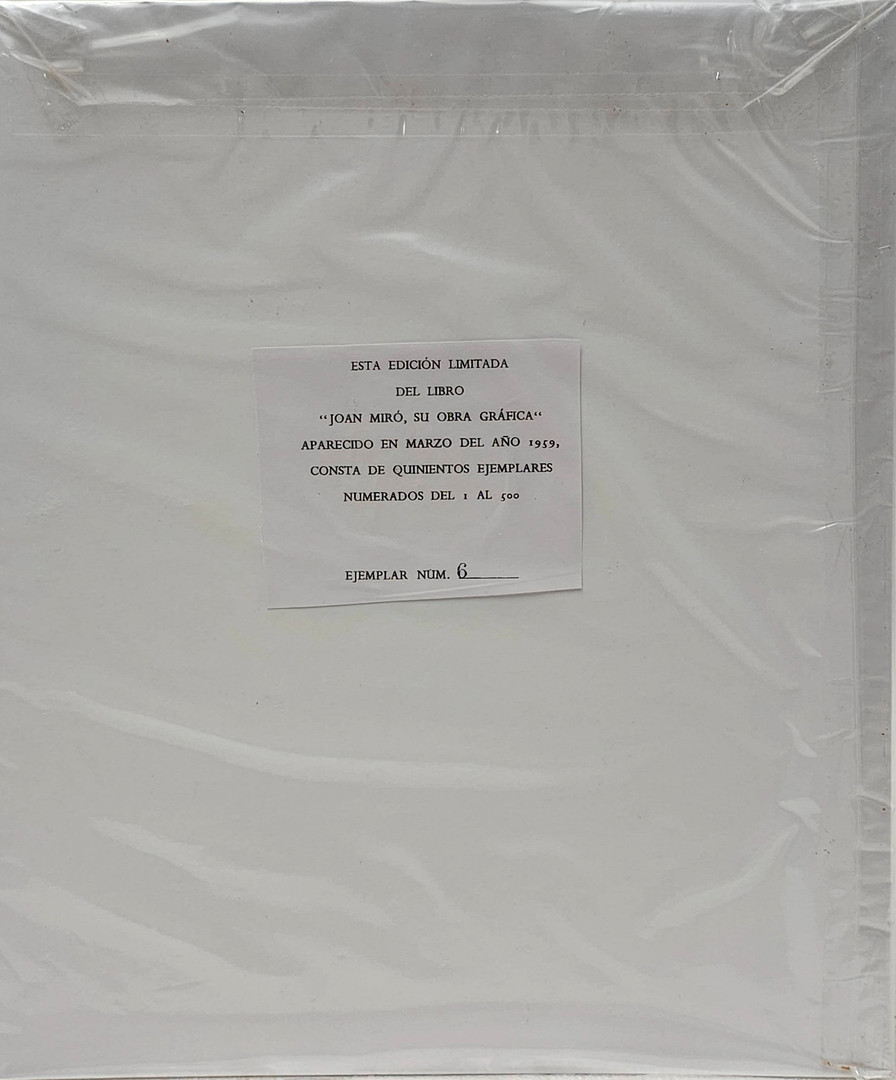 ESTA EDICIÓN LIMITADA
DEL LIBRO
“JOAN MIRÓ, SU OBRA GRÁFICA“
APARECIDO EN MARZO DEL AÑO 1959,
CONSTA DE QUINIENTOS EJEMPLARES
NUMERADOS DEL 1 AL 500
EJEMPLAR NÚM. 6